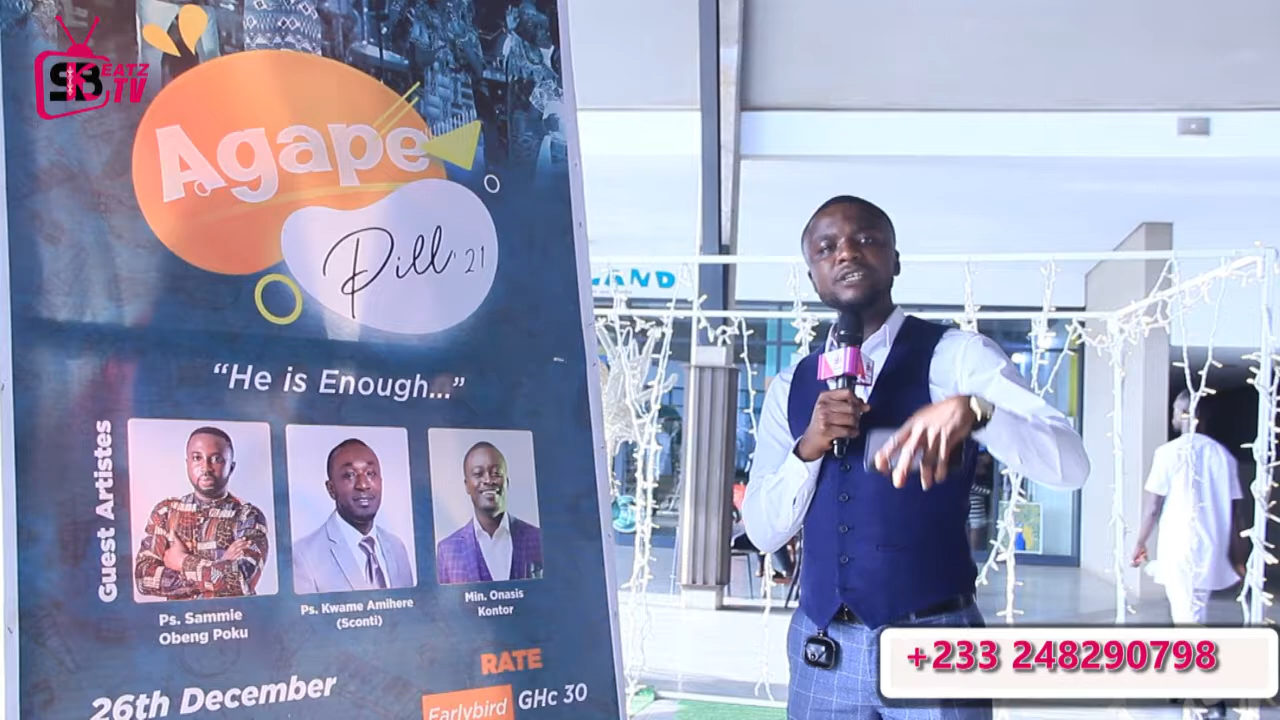 SKB
EATZ
TV
Agape
Pill '21
"He is Enough..."
Guest Artistes
Ps. Sammie
Obeng Poku
Ps. Kwame Amihere
(Sconti)
Min. Onasis
Kontor
26th December
RATE
Earlybird GHc 30
+233 248290798